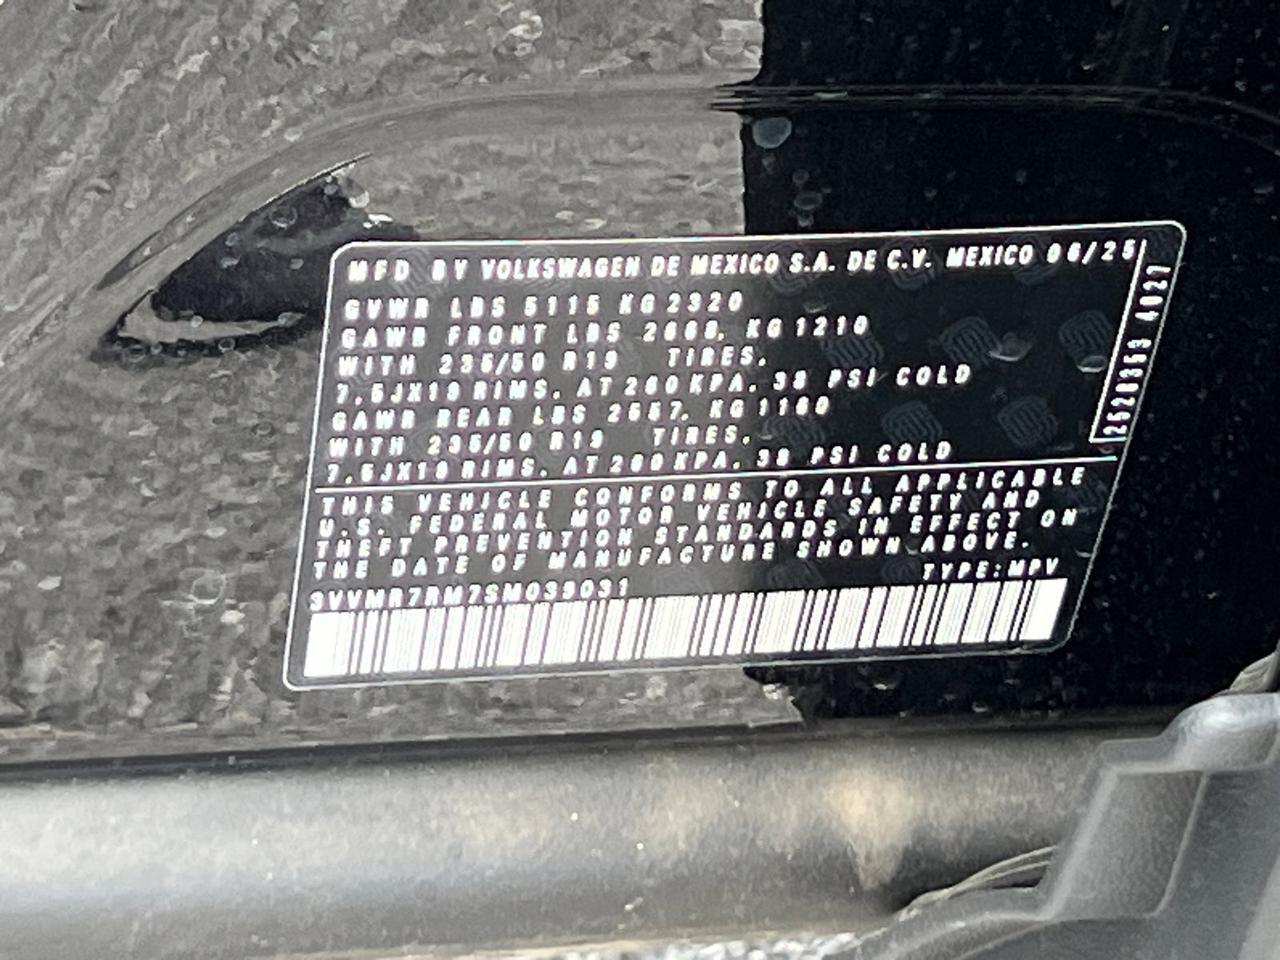 MFD BY VOLKSWAGEN DE MEXICO S.A. DE C.V. MEXICO 06/25
GVWR LBS 5115 KG 2320
GAWR FRONT LBS 2668, KG 1210
WITH 235/50 R19 TIRES,
7,5JX19 RIMS, AT 260 KPA, 38 PSI COLD
GAWR REAR LBS 2557, KG 1160
WITH 235/50 R19 TIRES,
7,5JX19 RIMS, AT 260 KPA, 38 PSI COLD
THIS VEHICLE CONFORMS TO ALL APPLICABLE
U.S. FEDERAL MOTOR VEHICLE SAFETY AND
THEFT PREVENTION STANDARDS IN EFFECT ON
THE DATE OF MANUFACTURE SHOWN ABOVE.
TYPE: MPV
3VVMR7RM7SM039031